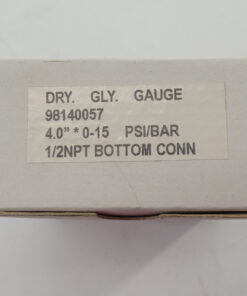 DRY. GLY. GAUGE
98140057
4.0" * 0-15 PSI/BAR
1/2NPT BOTTOM CONN